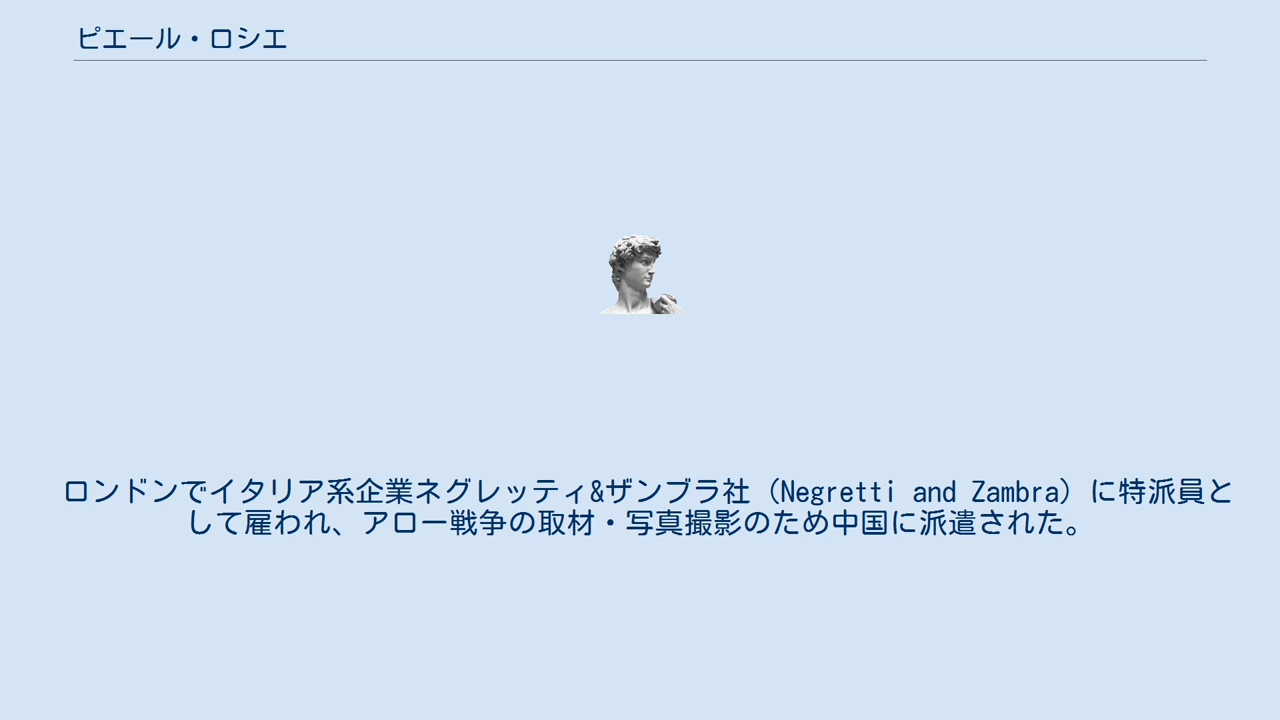 ピエール・ロシエ
ロンドンでイタリア系企業ネグレッティ&ザンブラ社（Negretti and Zambra）に特派員と
して雇われ、アロー戦争の取材・写真撮影のため中国に派遣された。